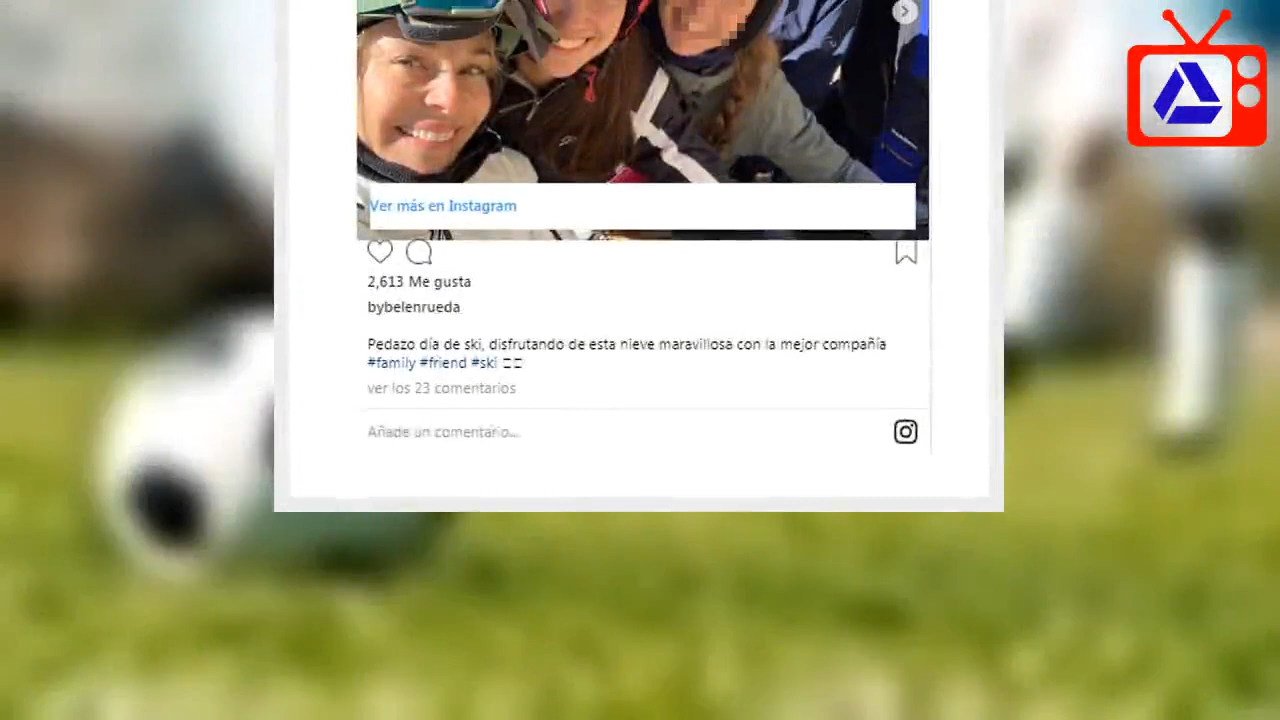 Ver más en Instagram
2,613 Me gusta
bybelenrueda
Pedazo día de ski, disfrutando de esta nieve maravillosa con la mejor compañía
#family #friend #ski
ver los 23 comentarios
Añade un comentario...